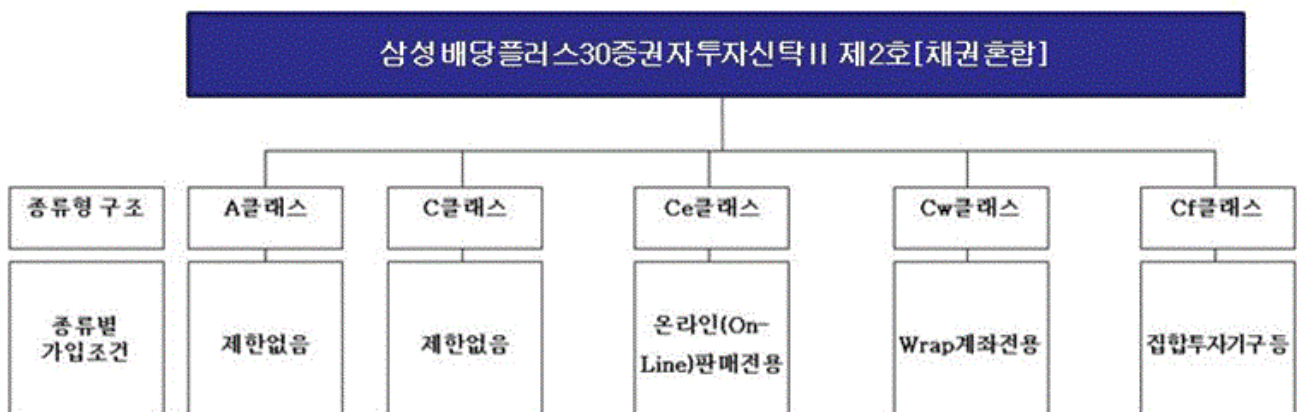 삼성배당플러스30증권자투자신탁II 제2호[채권혼합]
종류형 구조
A클래스
C클래스
Ce클래스
Cw클래스
Cf클래스
종류별
가입조건
제한없음
제한없음
온라인(On-
Line)판매전용
Wrap계좌전용
집합투자기구등